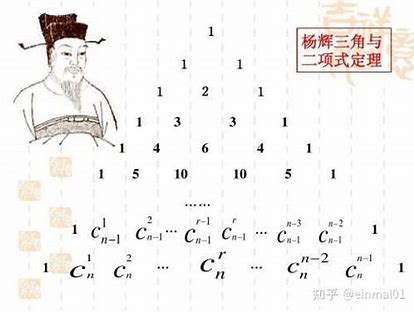 杨辉三角与
二项式定理
1
1 1
1 2 1
1 3 3 1
1 4 6 4 1
1 5 10 10 5 1
……
1 C_{n-1}^{1} C_{n-1}^{2} ··· C_{n-1}^{r-1} C_{n-1}^{r} ··· C_{n-1}^{n-3} C_{n-1}^{n-2} 1
1 C_{n}^{1} C_{n}^{2} ··· C_{n}^{r} ··· C_{n}^{n-2} C_{n}^{n-1} 1
知乎 @einmal01